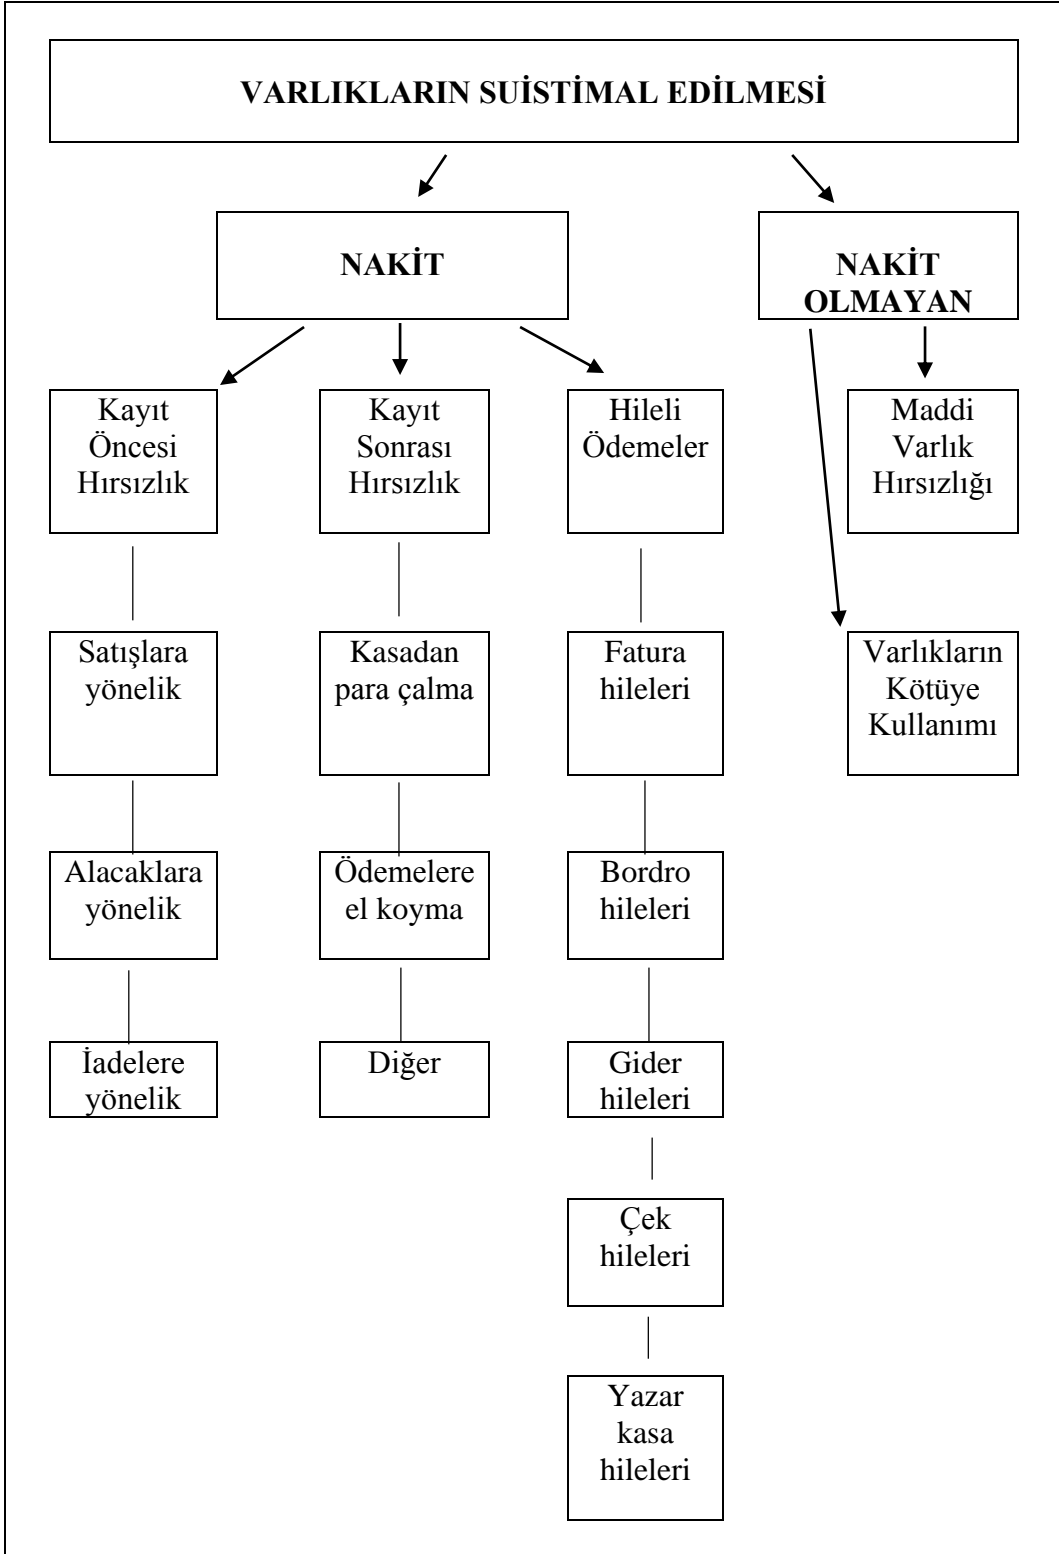 VARLIKLARIN SUİSTİMAL EDİLMESİ
NAKİT
NAKİT
OLMAYAN
Kayıt
Öncesi
Hırsızlık
Kayıt
Sonrası
Hırsızlık
Hileli
Ödemeler
Maddi
Varlık
Hırsızlığı
Satışlara
yönelik
Kasadan
para çalma
Fatura
hileleri
Varlıkların
Kötüye
Kullanımı
Alacaklara
yönelik
Ödemelere
el koyma
Bordro
hileleri
İadelere
yönelik
Diğer
Gider
hileleri
Çek
hileleri
Yazar
kasa
hileleri